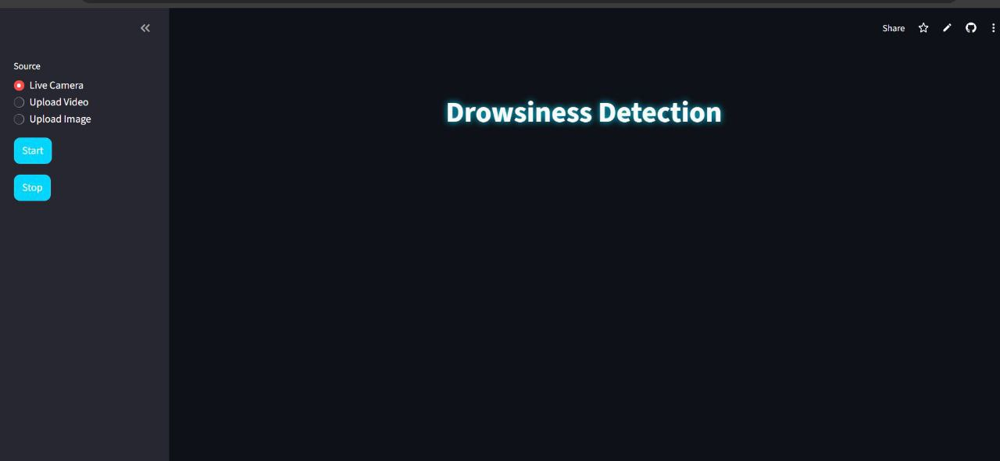 Share
Source
Live Camera
Upload Video
Upload Image
Start
Stop
Drowsiness Detection